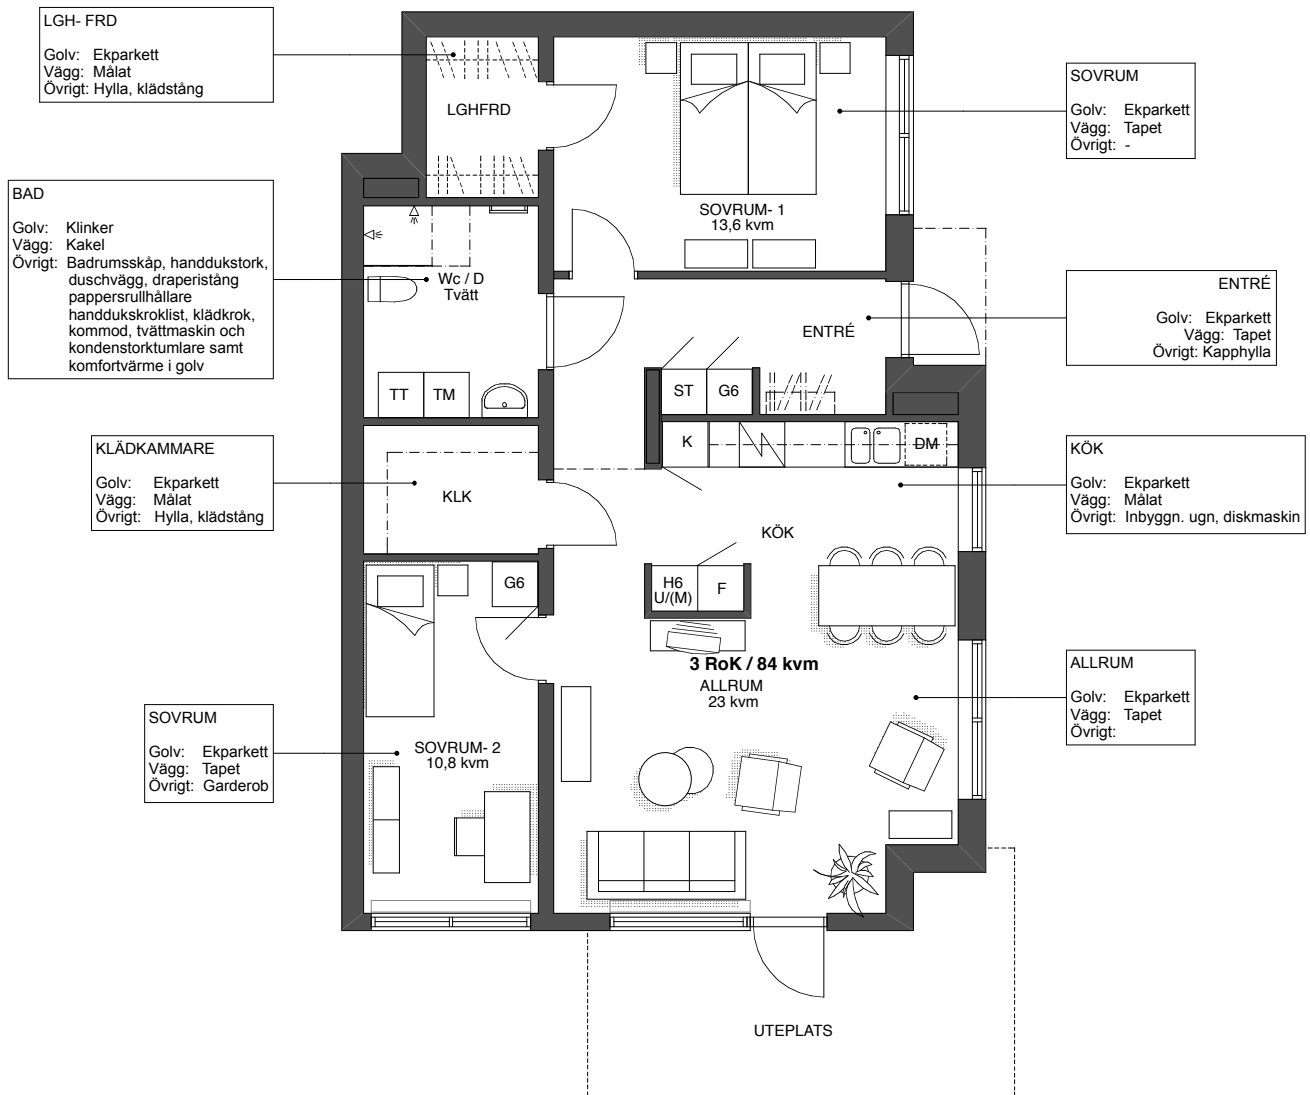 LGH- FRD
Golv: Ekparkett
Vägg: Målat
Övrigt: Hylla, klädstång
BAD
Golv: Klinker
Vägg: Kakel
Övrigt: Badrumsskåp, handdukstork,
duschvägg, draperistång
pappersrullhållare
handdukskroklist, klädkrok,
kommod, tvättmaskin och
kondenstorktumlare samt
komfortvärme i golv
KLÄDKAMMARE
Golv: Ekparkett
Vägg: Målat
Övrigt: Hylla, klädstång
SOVRUM
Golv: Ekparkett
Vägg: Tapet
Övrigt: Garderob
LGHFRD
SOVRUM- 1
13,6 kvm
Wc / D
Tvätt
ENTRÉ
TT
TM
ST
G6
K
DM
KLK
KÖK
G6
H6
U/(M)
F
3 RoK / 84 kvm
ALLRUM
23 kvm
SOVRUM- 2
10,8 kvm
UTEPLATS
SOVRUM
Golv: Ekparkett
Vägg: Tapet
Övrigt: -
ENTRÉ
Golv: Ekparkett
Vägg: Tapet
Övrigt: Kapphylla
KÖK
Golv: Ekparkett
Vägg: Målat
Övrigt: Inbyggn. ugn, diskmaskin
ALLRUM
Golv: Ekparkett
Vägg: Tapet
Övrigt: